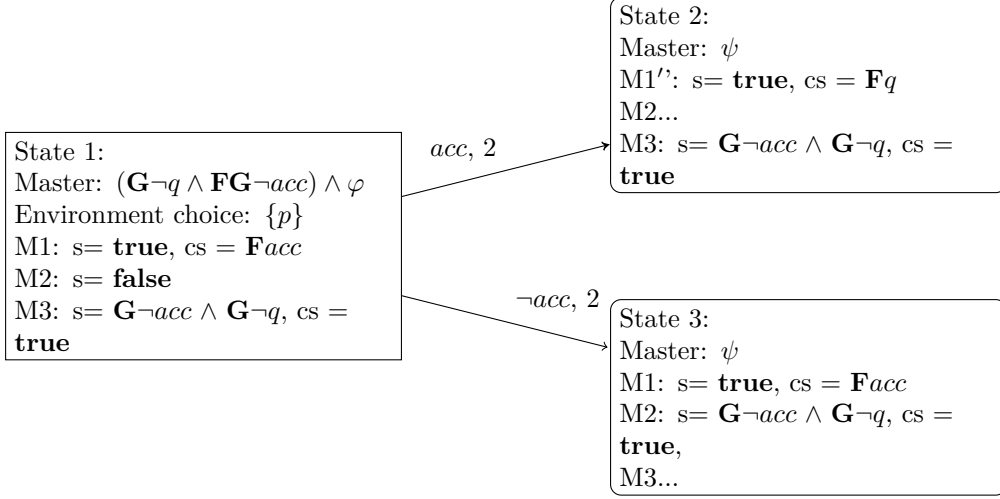 State 1:
Master: (G¬q ∧ FG¬acc) ∧ φ
Environment choice: {p}
M1: s= true, cs = Facc
M2: s= false
M3: s= G¬acc ∧ G¬q, cs =
true
acc, 2
¬acc, 2
State 2:
Master: ψ
M1′’: s= true, cs = Fq
M2...
M3: s= G¬acc ∧ G¬q, cs =
true
State 3:
Master: ψ
M1: s= true, cs = Facc
M2: s= G¬acc ∧ G¬q, cs =
true,
M3...